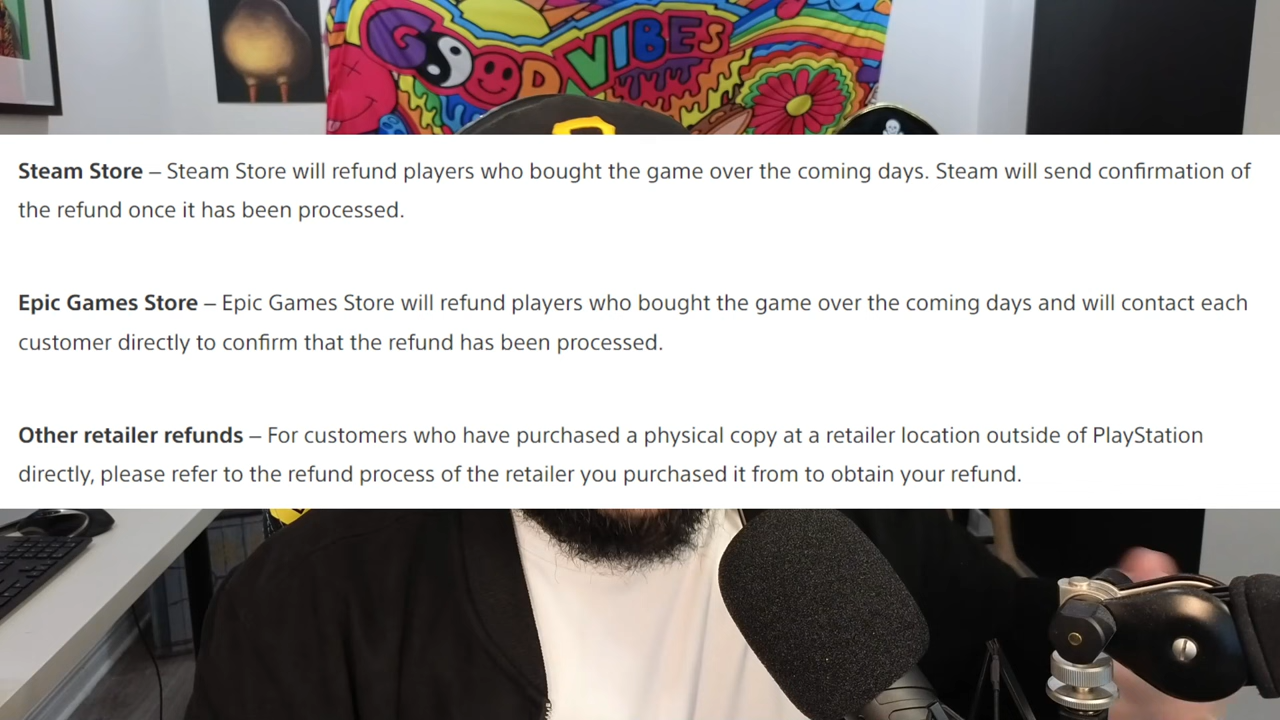 GOOD VIBES
Steam Store – Steam Store will refund players who bought the game over the coming days. Steam will send confirmation of
the refund once it has been processed.
Epic Games Store – Epic Games Store will refund players who bought the game over the coming days and will contact each
customer directly to confirm that the refund has been processed.
Other retailer refunds – For customers who have purchased a physical copy at a retailer location outside of PlayStation
directly, please refer to the refund process of the retailer you purchased it from to obtain your refund.